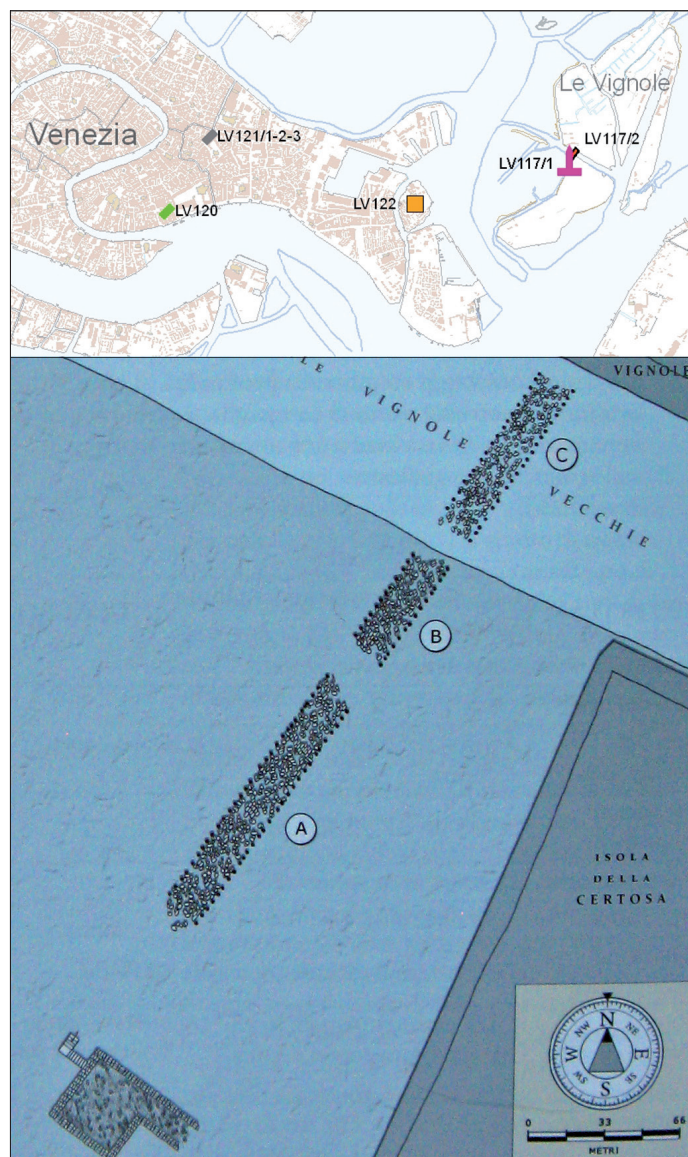 Le Vignole
Venezia
LV121/1-2-3
LV117/2
LV117/1
LV120
LV122
LE VIGNOLE VECCHIE
VIGNOLE
C
B
A
ISOLA
DELLA
CERTOSA
N
NW
NE
W
E
SW
SE
S
0 33 66
METRI